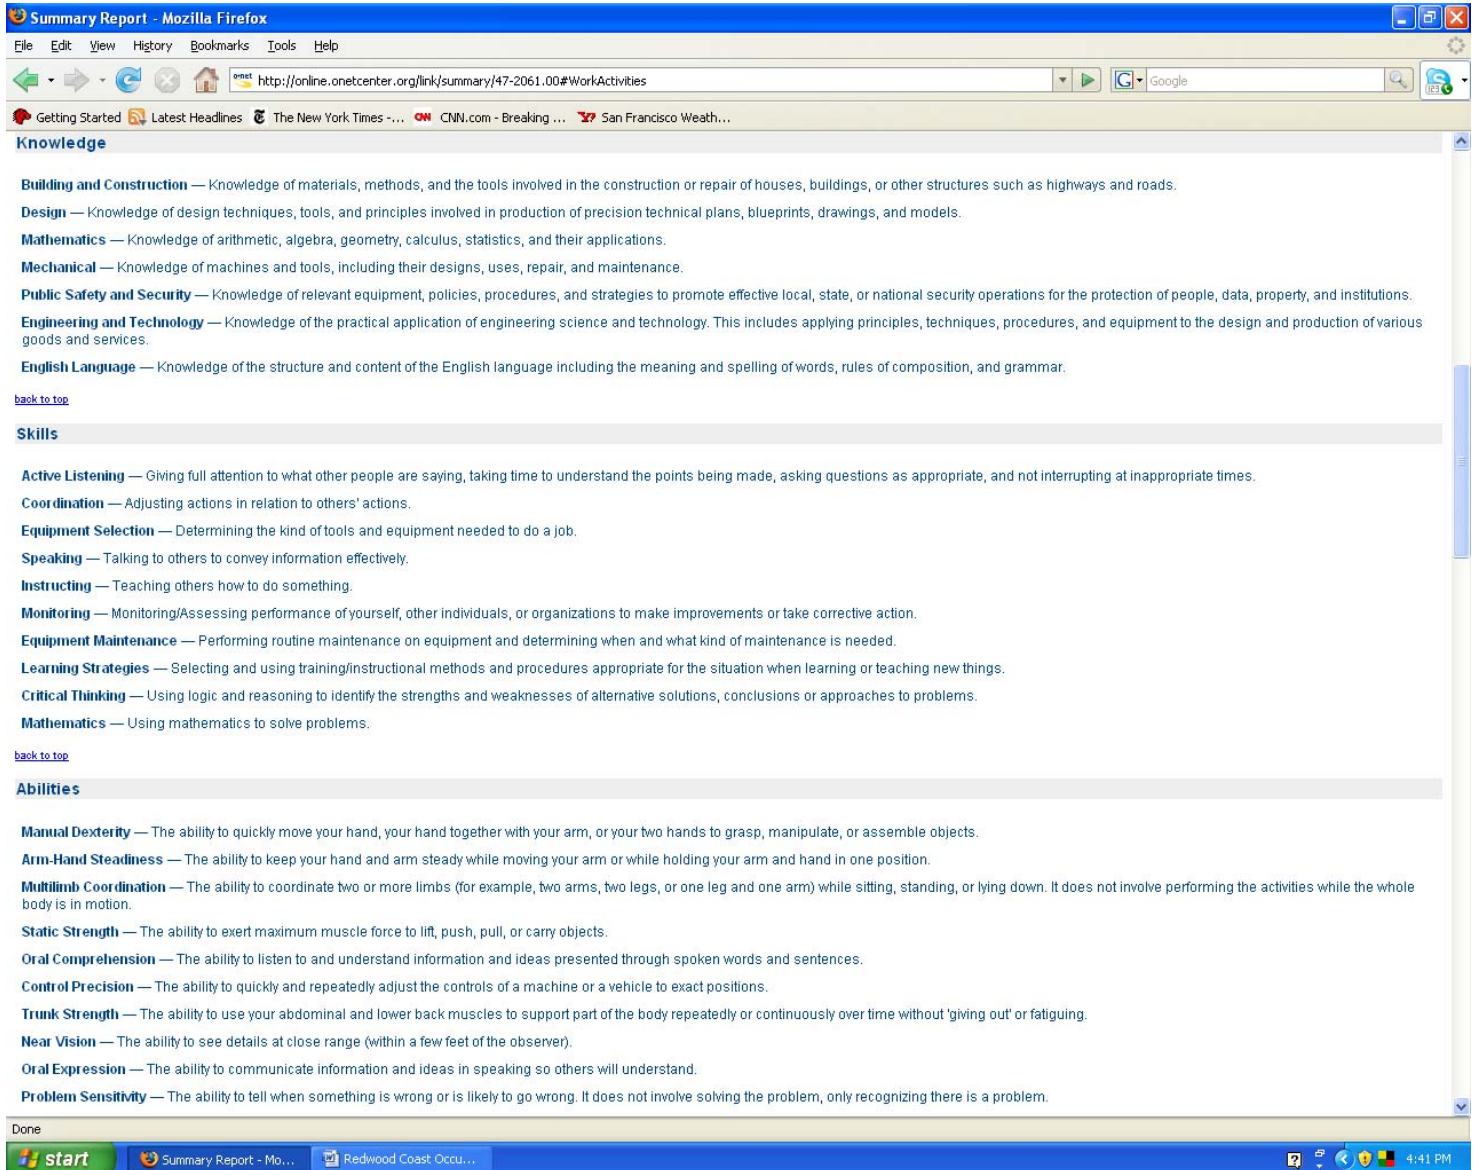 Summary Report - Mozilla Firefox
File Edit View History Bookmarks Tools Help
o·net http://online.onetcenter.org/link/summary/47-2061.00#WorkActivities G Google
Getting Started Latest Headlines The New York Times -... CNN CNN.com - Breaking ... Y! San Francisco Weath...
Knowledge
Building and Construction — Knowledge of materials, methods, and the tools involved in the construction or repair of houses, buildings, or other structures such as highways and roads.
Design — Knowledge of design techniques, tools, and principles involved in production of precision technical plans, blueprints, drawings, and models.
Mathematics — Knowledge of arithmetic, algebra, geometry, calculus, statistics, and their applications.
Mechanical — Knowledge of machines and tools, including their designs, uses, repair, and maintenance.
Public Safety and Security — Knowledge of relevant equipment, policies, procedures, and strategies to promote effective local, state, or national security operations for the protection of people, data, property, and institutions.
Engineering and Technology — Knowledge of the practical application of engineering science and technology. This includes applying principles, techniques, procedures, and equipment to the design and production of various
goods and services.
English Language — Knowledge of the structure and content of the English language including the meaning and spelling of words, rules of composition, and grammar.
back to top
Skills
Active Listening — Giving full attention to what other people are saying, taking time to understand the points being made, asking questions as appropriate, and not interrupting at inappropriate times.
Coordination — Adjusting actions in relation to others' actions.
Equipment Selection — Determining the kind of tools and equipment needed to do a job.
Speaking — Talking to others to convey information effectively.
Instructing — Teaching others how to do something.
Monitoring — Monitoring/Assessing performance of yourself, other individuals, or organizations to make improvements or take corrective action.
Equipment Maintenance — Performing routine maintenance on equipment and determining when and what kind of maintenance is needed.
Learning Strategies — Selecting and using training/instructional methods and procedures appropriate for the situation when learning or teaching new things.
Critical Thinking — Using logic and reasoning to identify the strengths and weaknesses of alternative solutions, conclusions or approaches to problems.
Mathematics — Using mathematics to solve problems.
back to top
Abilities
Manual Dexterity — The ability to quickly move your hand, your hand together with your arm, or your two hands to grasp, manipulate, or assemble objects.
Arm-Hand Steadiness — The ability to keep your hand and arm steady while moving your arm or while holding your arm and hand in one position.
Multilimb Coordination — The ability to coordinate two or more limbs (for example, two arms, two legs, or one leg and one arm) while sitting, standing, or lying down. It does not involve performing the activities while the whole
body is in motion.
Static Strength — The ability to exert maximum muscle force to lift, push, pull, or carry objects.
Oral Comprehension — The ability to listen to and understand information and ideas presented through spoken words and sentences.
Control Precision — The ability to quickly and repeatedly adjust the controls of a machine or a vehicle to exact positions.
Trunk Strength — The ability to use your abdominal and lower back muscles to support part of the body repeatedly or continuously over time without 'giving out' or fatiguing.
Near Vision — The ability to see details at close range (within a few feet of the observer).
Oral Expression — The ability to communicate information and ideas in speaking so others will understand.
Problem Sensitivity — The ability to tell when something is wrong or is likely to go wrong. It does not involve solving the problem, only recognizing there is a problem.
Done
start Summary Report - Mo... Redwood Coast Occu... 4:41 PM